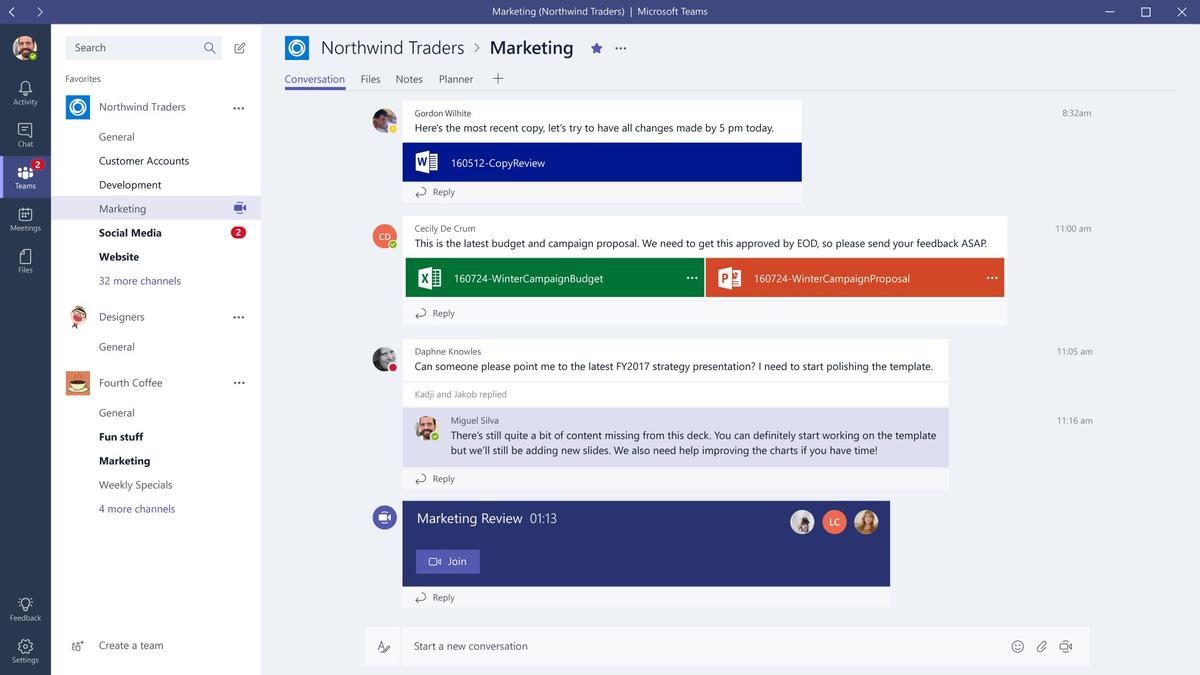 Marketing (Northwind Traders) | Microsoft Teams
Activity
Chat
2
Teams
Meetings
Files
Feedback
Settings
Search
Favorites
Northwind Traders
General
Customer Accounts
Development
Marketing
Social Media 2
Website
32 more channels
Designers
General
Fourth Coffee
General
Fun stuff
Marketing
Weekly Specials
4 more channels
Create a team
Northwind Traders > Marketing
Conversation Files Notes Planner
Gordon Wilhite 8:32am
Here's the most recent copy, let's try to have all changes made by 5 pm today.
160512-CopyReview
Reply
CD
Cecily De Crum 11:00 am
This is the latest budget and campaign proposal. We need to get this approved by EOD, so please send your feedback ASAP.
160724-WinterCampaignBudget 160724-WinterCampaignProposal
Reply
Daphne Knowles 11:05 am
Can someone please point me to the latest FY2017 strategy presentation? I need to start polishing the template.
Kadji and Jakob replied
Miguel Silva 11:16 am
There's still quite a bit of content missing from this deck. You can definitely start working on the template
but we'll still be adding new slides. We also need help improving the charts if you have time!
Reply
Marketing Review 01:13 LC
Join
Reply
Start a new conversation